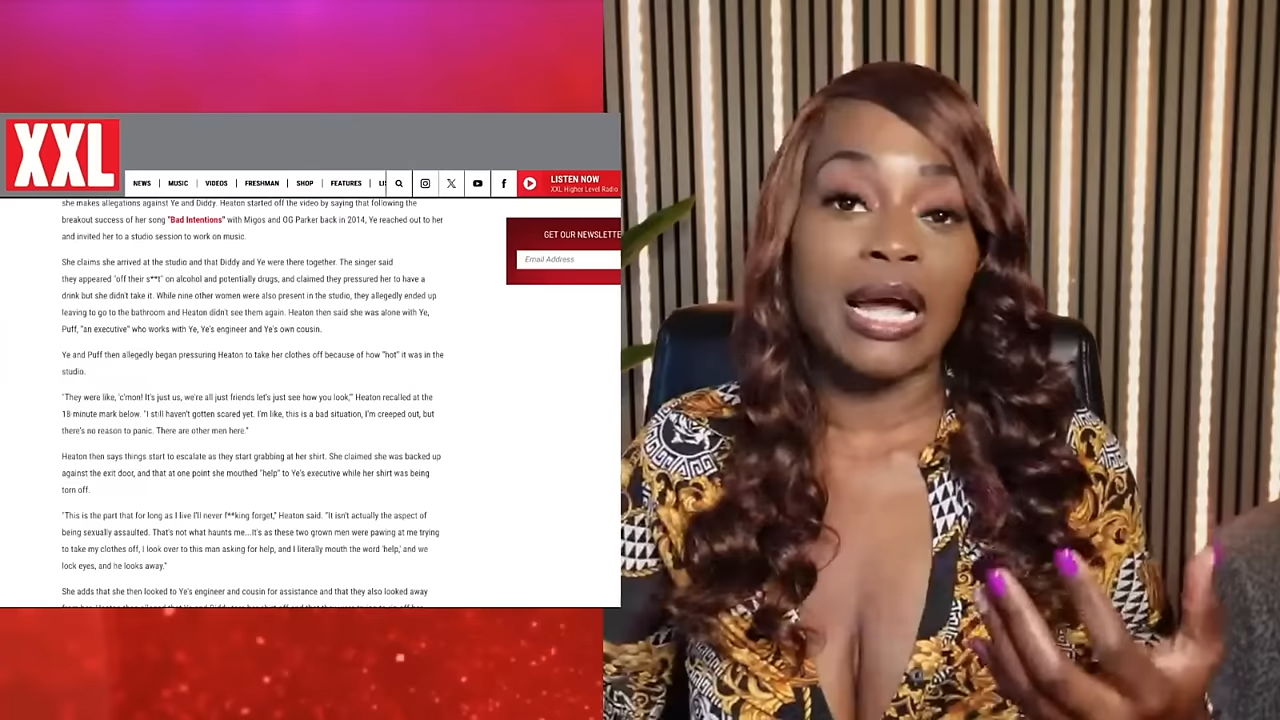 XXL
NEWS
MUSIC
VIDEOS
FRESHMAN
SHOP
FEATURES
LISTEN NOW
XXL Higher Level Radio
she makes allegations against Ye and Diddy. Heaton started off the video by saying that following the
breakout success of her song "Bad Intentions" with Migos and OG Parker back in 2014, Ye reached out to her
and invited her to a studio session to work on music.
GET OUR NEWSLETTE
Email Address
She claims she arrived at the studio and that Diddy and Ye were there together. The singer said
they appeared "off their s**t" on alcohol and potentially drugs, and claimed they pressured her to have a
drink but she didn't take it. While nine other women were also present in the studio, they allegedly ended up
leaving to go to the bathroom and Heaton didn't see them again. Heaton then said she was alone with Ye,
Puff, "an executive" who works with Ye, Ye's engineer and Ye's own cousin.
Ye and Puff then allegedly began pressuring Heaton to take her clothes off because of how "hot" it was in the
studio.
"They were like, 'c'mon! It's just us, we're all just friends let's just see how you look,'" Heaton recalled at the
18-minute mark below. "I still haven't gotten scared yet. I'm like, this is a bad situation, I'm creeped out, but
there's no reason to panic. There are other men here."
Heaton then says things start to escalate as they start grabbing at her shirt. She claimed she was backed up
against the exit door, and that at one point she mouthed "help" to Ye's executive while her shirt was being
torn off.
"This is the part that for long as I live I'll never f**king forget," Heaton said. "It isn't actually the aspect of
being sexually assaulted. That's not what haunts me...It's as these two grown men were pawing at me trying
to take my clothes off, I look over to this man asking for help, and I literally mouth the word 'help,' and we
lock eyes, and he looks away."
She adds that she then looked to Ye's engineer and cousin for assistance and that they also looked away